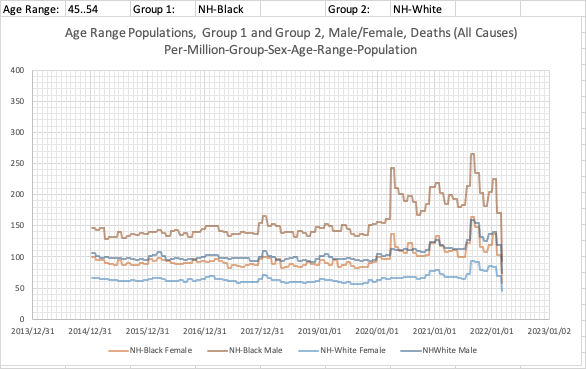 Age Range: 45..54 Group 1: NH-Black Group 2: NH-White
Age Range Populations, Group 1 and Group 2, Male/Female, Deaths (All Causes)
Per-Million-Group-Sex-Age-Range-Population
400
350
300
250
200
150
100
50
0
2013/12/31 2014/12/31 2015/12/31 2016/12/31 2017/12/31 2019/01/01 2020/01/01 2021/01/01 2022/01/01 2023/01/02
NH-Black Female NH-Black Male NH-White Female NHWhite Male